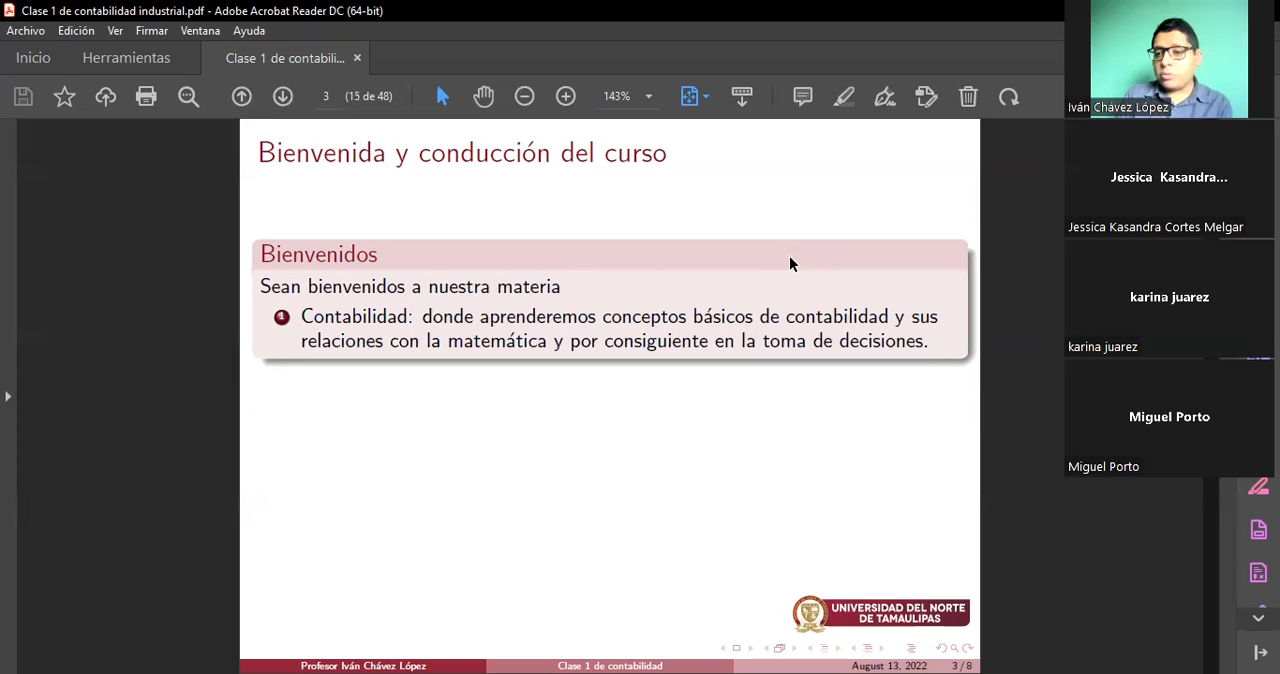 Clase 1 de contabilidad industrial.pdf - Adobe Acrobat Reader DC (64-bit)
Archivo Edición Ver Firmar Ventana Ayuda
Inicio Herramientas Clase 1 de contabili... ×
3 (15 de 48) 143%
Iván Chávez López
Jessica Kasandra...
Jessica Kasandra Cortes Melgar
karina juarez
karina juarez
Miguel Porto
Miguel Porto
Bienvenida y conducción del curso
Bienvenidos
Sean bienvenidos a nuestra materia
1 Contabilidad: donde aprenderemos conceptos básicos de contabilidad y sus
relaciones con la matemática y por consiguiente en la toma de decisiones.
UNIVERSIDAD DEL NORTE
DE TAMAULIPAS
Profesor Iván Chávez López Clase 1 de contabilidad August 13, 2022 3 / 8